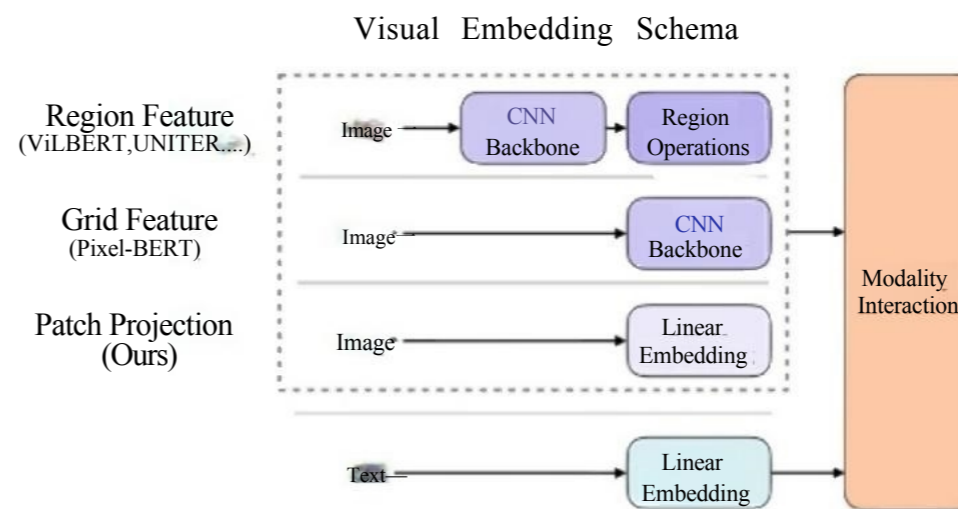 Visual Embedding Schema
Region Feature
(ViLBERT,UNITER....)
Image
CNN
Backbone
Region
Operations
Grid Feature
(Pixel-BERT)
Image
CNN
Backbone
Patch Projection
(Ours)
Image
Linear
Embedding
Modality
Interaction
Text
Linear
Embedding